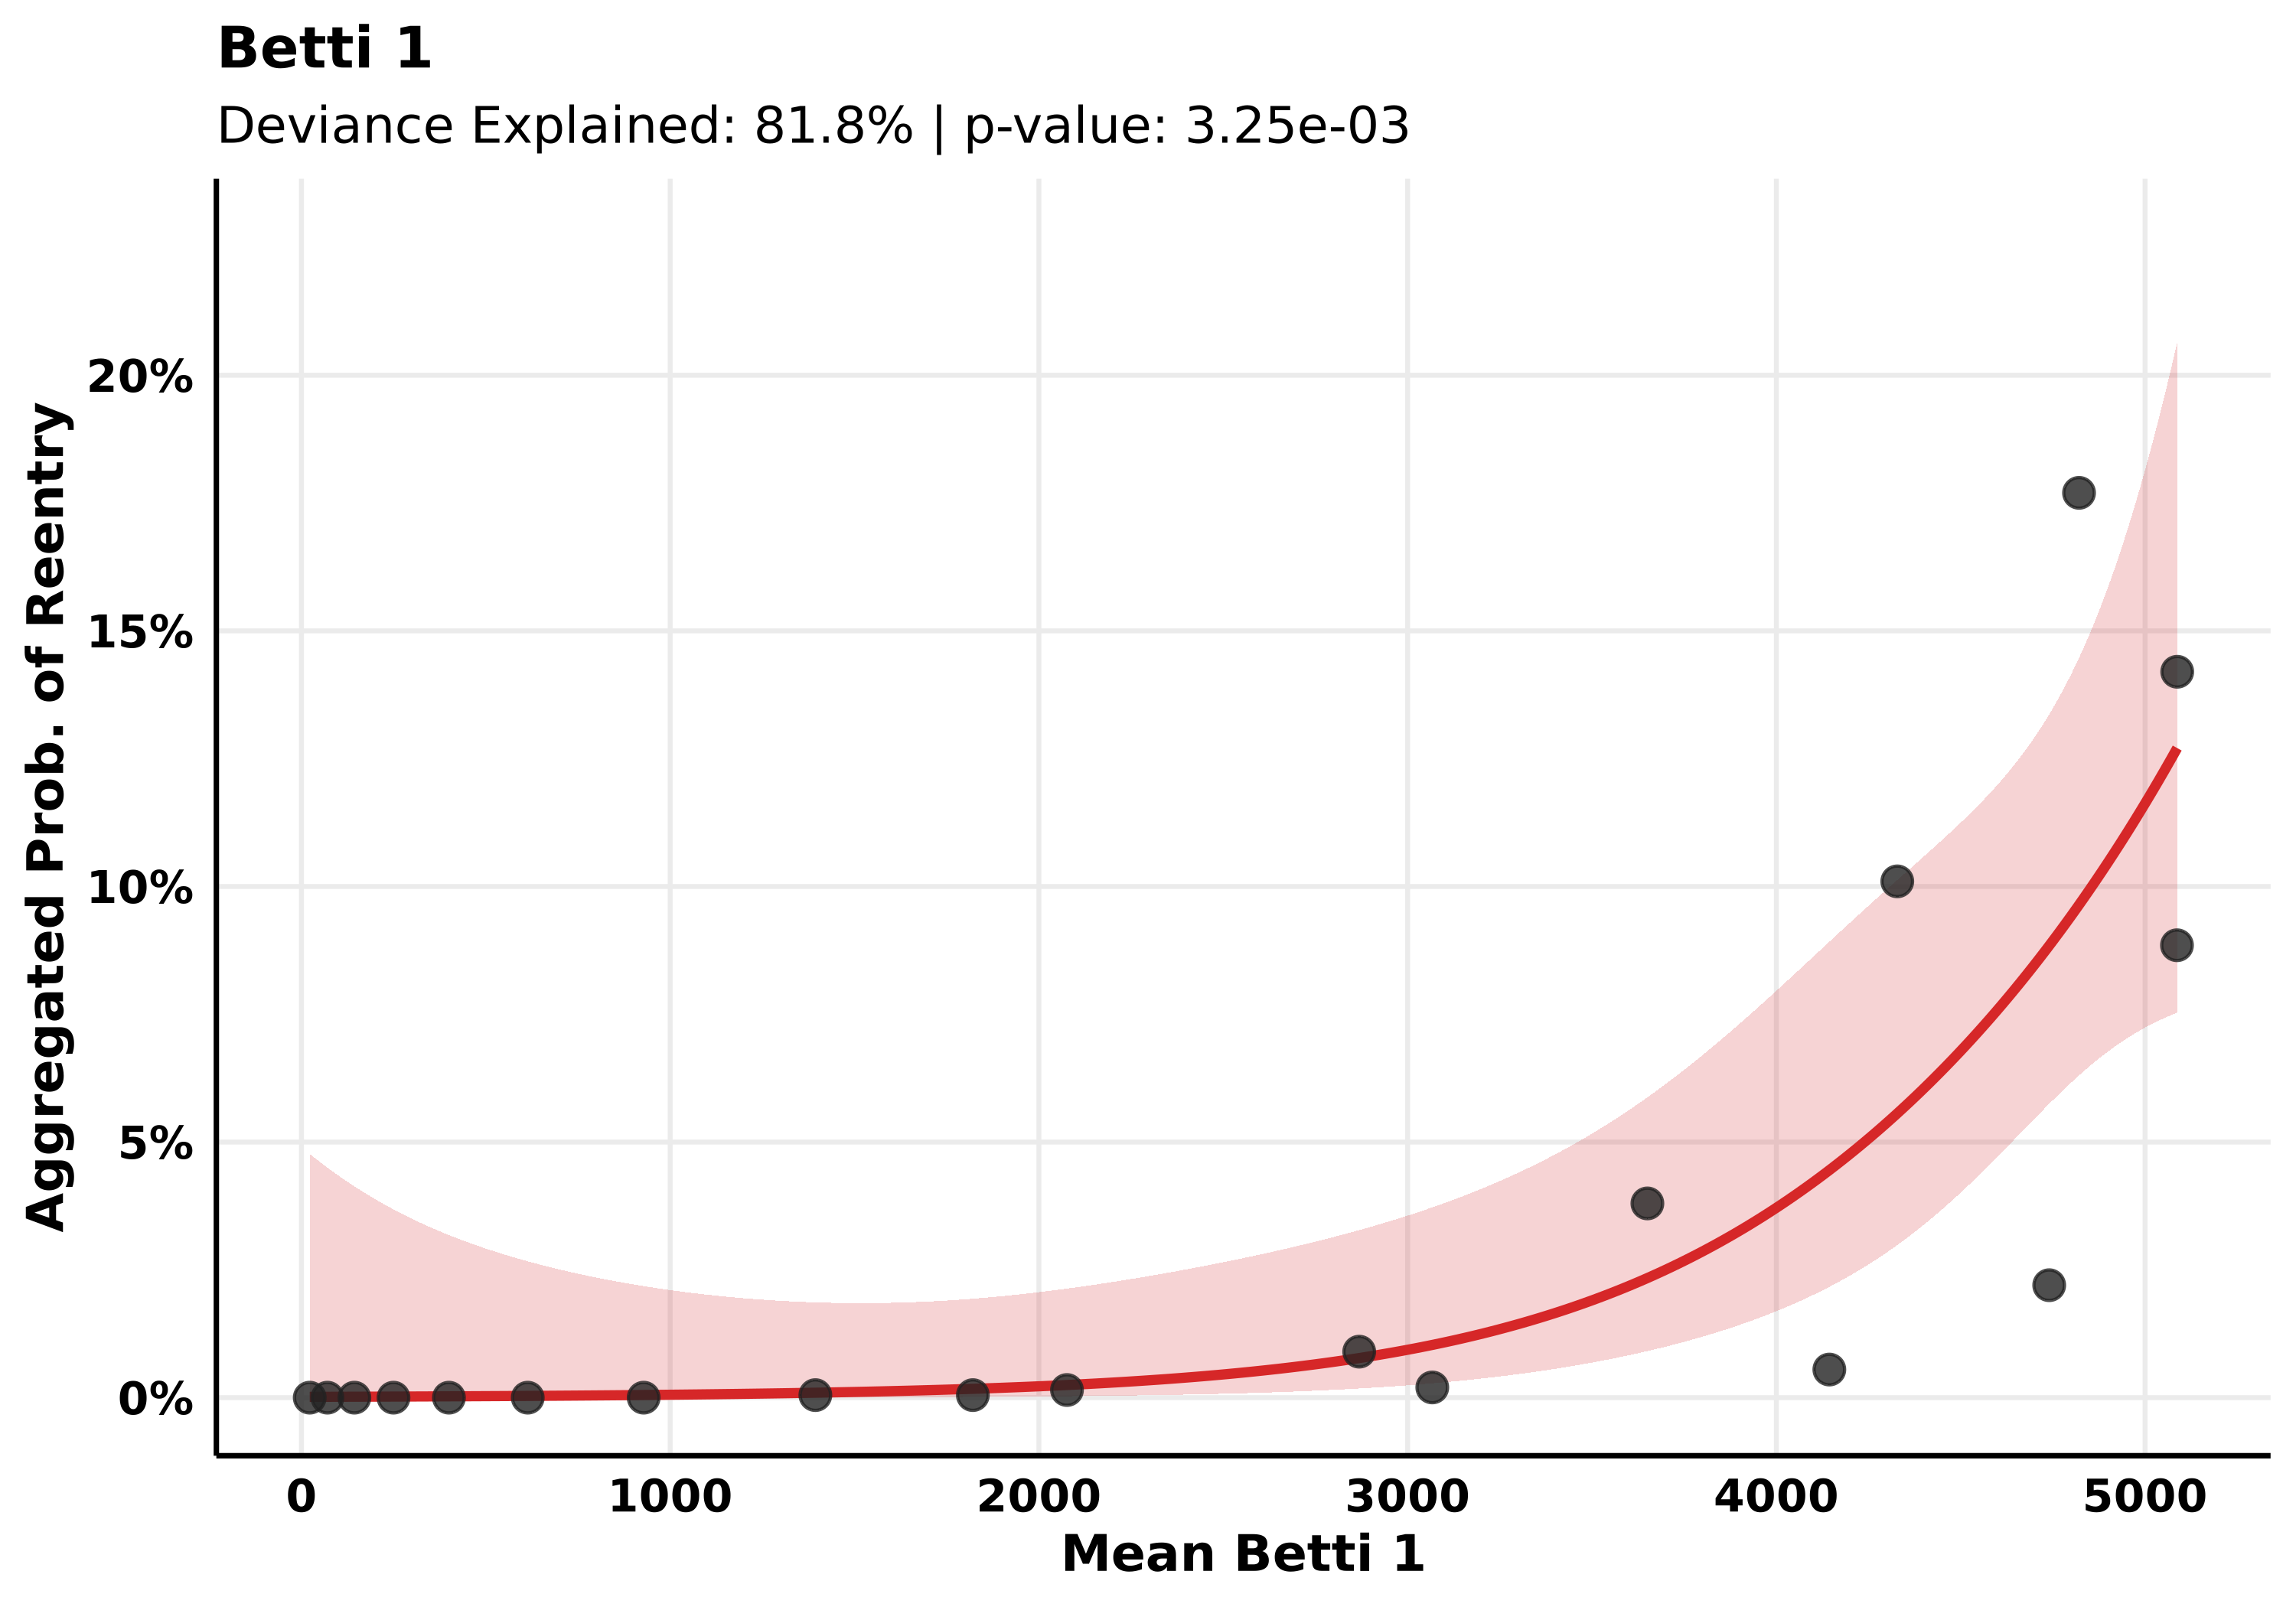 Betti 1
Deviance Explained: 81.8% | p-value: 3.25e-03
Aggregated Prob. of Reentry
20%
15%
10%
5%
0%
0 1000 2000 3000 4000 5000
Mean Betti 1